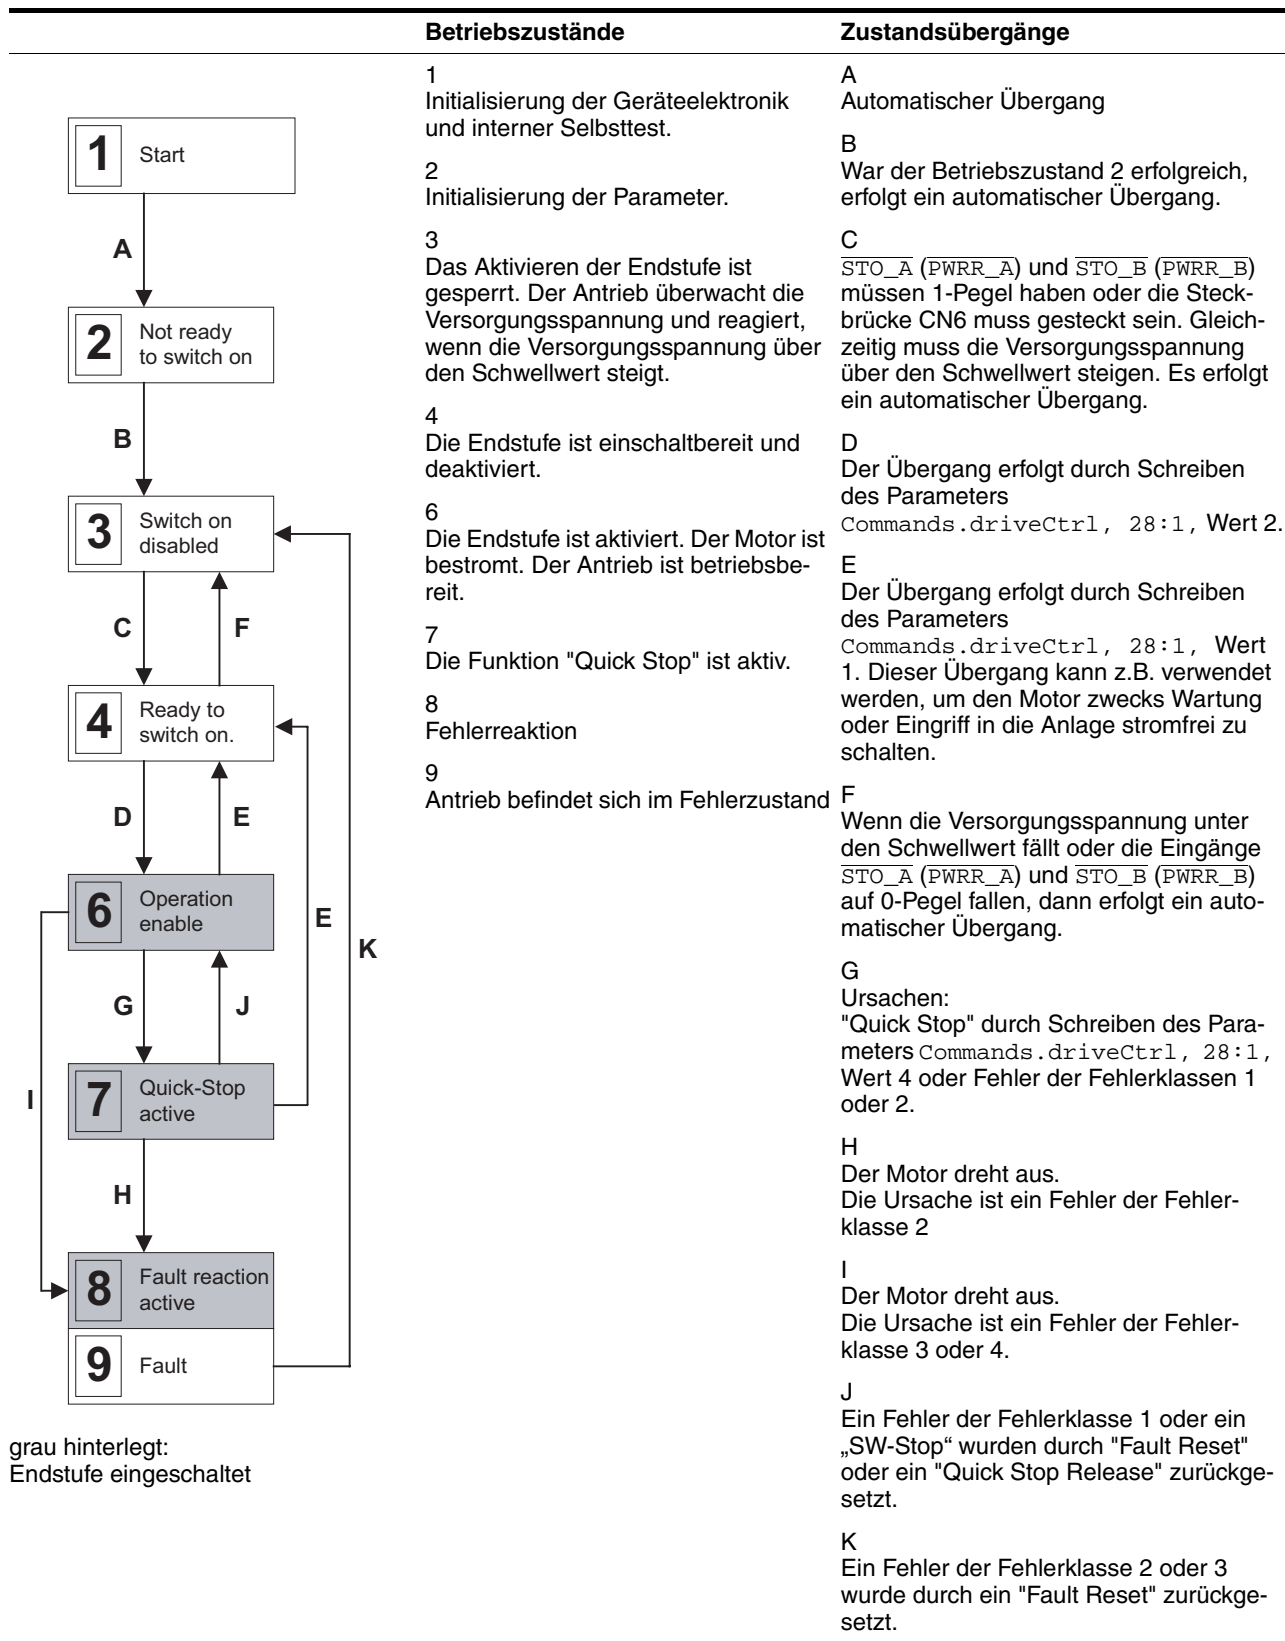 Betriebszustände
Zustandsübergänge
1
Start
A
2
Not ready
to switch on
B
3
Switch on
disabled
C
F
4
Ready to
switch on.
D
E
6
Operation
enable
E
K
G
J
7
Quick-Stop
active
I
H
8
Fault reaction
active
9
Fault
grau hinterlegt:
Endstufe eingeschaltet
1
Initialisierung der Geräteelektronik
und interner Selbsttest.
2
Initialisierung der Parameter.
3
Das Aktivieren der Endstufe ist
gesperrt. Der Antrieb überwacht die
Versorgungsspannung und reagiert,
wenn die Versorgungsspannung über
den Schwellwert steigt.
4
Die Endstufe ist einschaltbereit und
deaktiviert.
6
Die Endstufe ist aktiviert. Der Motor ist
bestromt. Der Antrieb ist betriebsbe-
reit.
7
Die Funktion "Quick Stop" ist aktiv.
8
Fehlerreaktion
9
Antrieb befindet sich im Fehlerzustand
A
Automatischer Übergang
B
War der Betriebszustand 2 erfolgreich,
erfolgt ein automatischer Übergang.
C
STO_A (PWRR_A) und STO_B (PWRR_B)
müssen 1-Pegel haben oder die Steck-
brücke CN6 muss gesteckt sein. Gleich-
zeitig muss die Versorgungsspannung
über den Schwellwert steigen. Es erfolgt
ein automatischer Übergang.
D
Der Übergang erfolgt durch Schreiben
des Parameters
Commands.driveCtrl, 28:1, Wert 2.
E
Der Übergang erfolgt durch Schreiben
des Parameters
Commands.driveCtrl, 28:1, Wert
1. Dieser Übergang kann z.B. verwendet
werden, um den Motor zwecks Wartung
oder Eingriff in die Anlage stromfrei zu
schalten.
F
Wenn die Versorgungsspannung unter
den Schwellwert fällt oder die Eingänge
STO_A (PWRR_A) und STO_B (PWRR_B)
auf 0-Pegel fallen, dann erfolgt ein auto-
matischer Übergang.
G
Ursachen:
"Quick Stop" durch Schreiben des Para-
meters Commands.driveCtrl, 28:1,
Wert 4 oder Fehler der Fehlerklassen 1
oder 2.
H
Der Motor dreht aus.
Die Ursache ist ein Fehler der Fehler-
klasse 2
I
Der Motor dreht aus.
Die Ursache ist ein Fehler der Fehler-
klasse 3 oder 4.
J
Ein Fehler der Fehlerklasse 1 oder ein
„SW-Stop“ wurden durch "Fault Reset"
oder ein "Quick Stop Release" zurückge-
setzt.
K
Ein Fehler der Fehlerklasse 2 oder 3
wurde durch ein "Fault Reset" zurückge-
setzt.